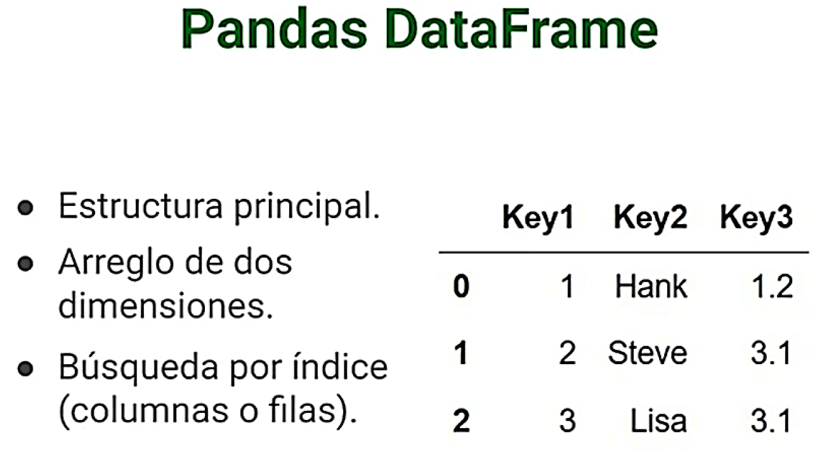 Pandas DataFrame
• Estructura principal.
• Arreglo de dos
dimensiones.
• Búsqueda por índice
(columnas o filas).
Key1 Key2 Key3
0 1 Hank 1.2
1 2 Steve 3.1
2 3 Lisa 3.1